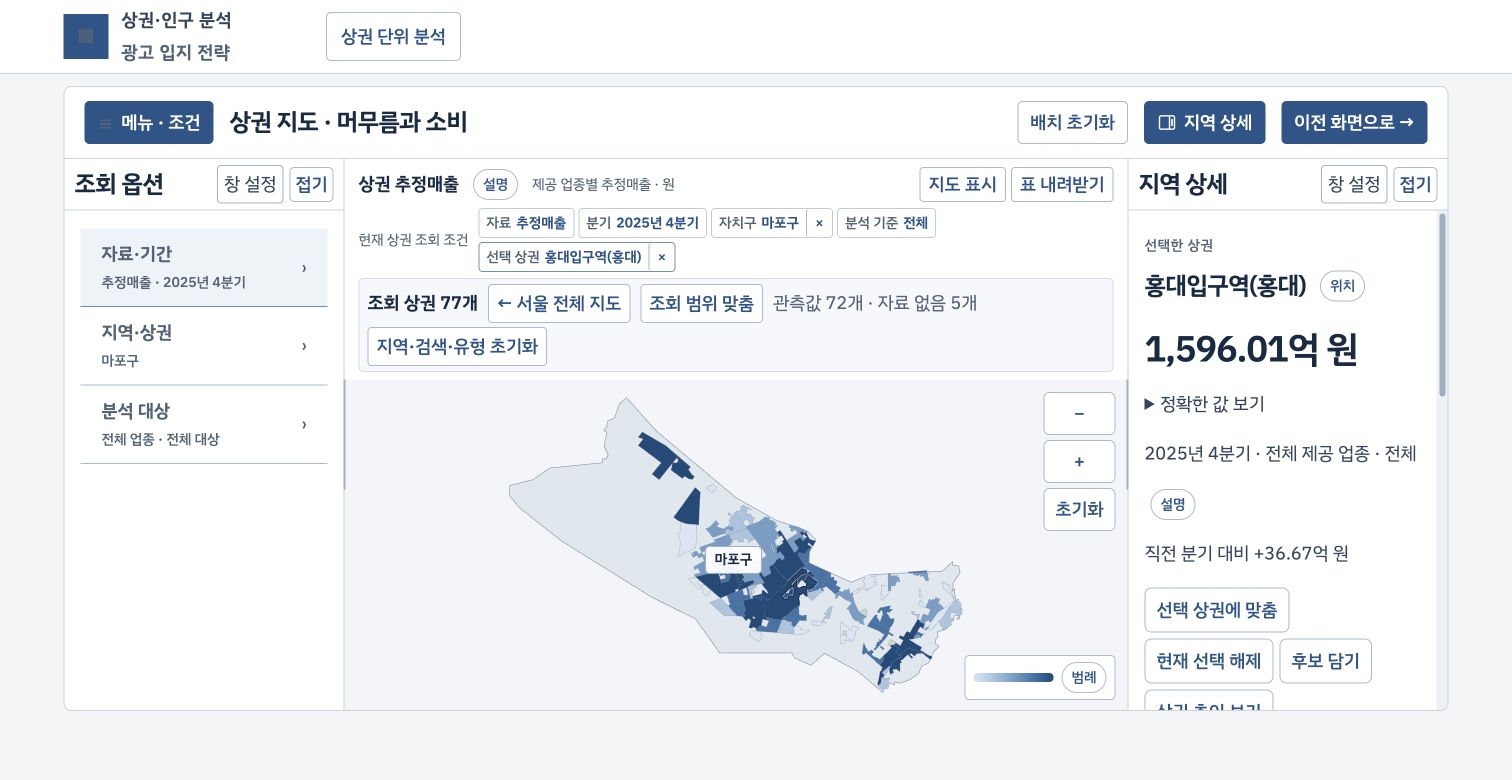 상권·인구 분석
광고 입지 전략
상권 단위 분석
≡ 메뉴 · 조건
상권 지도 · 머무름과 소비
배치 초기화
지역 상세
이전 화면으로 →
조회 옵션
창 설정
접기
자료·기간
추정매출 · 2025년 4분기
›
지역·상권
마포구
›
분석 대상
전체 업종 · 전체 대상
›
상권 추정매출
설명
제공 업종별 추정매출 · 원
지도 표시
표 내려받기
현재 상권 조회 조건
자료 추정매출
분기 2025년 4분기
자치구 마포구 ×
분석 기준 전체
선택 상권 홍대입구역(홍대) ×
조회 상권 77개
← 서울 전체 지도
조회 범위 맞춤
관측값 72개 · 자료 없음 5개
지역·검색·유형 초기화
−
+
초기화
마포구
범례
지역 상세
창 설정
접기
선택한 상권
홍대입구역(홍대)
위치
1,596.01억 원
▶ 정확한 값 보기
2025년 4분기 · 전체 제공 업종 · 전체
설명
직전 분기 대비 +36.67억 원
선택 상권에 맞춤
현재 선택 해제
후보 담기
상권 추이 보기